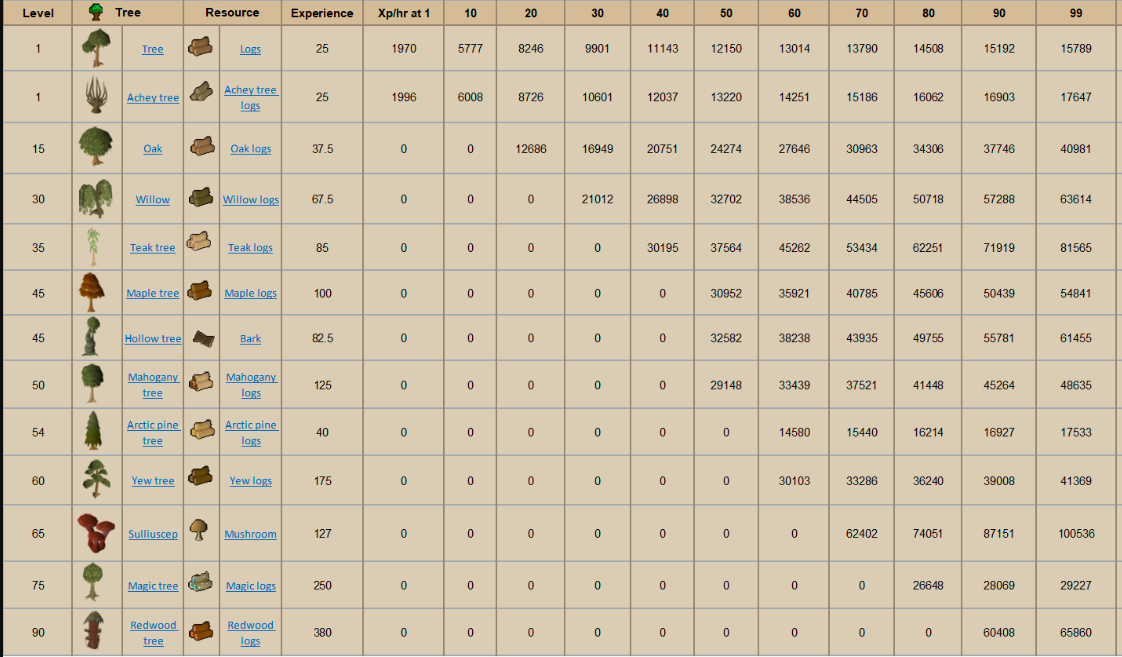 Level Tree Resource Experience Xp/hr at 1 10 20 30 40 50 60 70 80 90 99
1 Tree Logs 25 1970 5777 8246 9901 11143 12150 13014 13790 14508 15192 15789
1 Achey tree Achey tree logs 25 1996 6008 8726 10601 12037 13220 14251 15186 16062 16903 17647
15 Oak Oak logs 37.5 0 0 12686 16949 20751 24274 27646 30963 34306 37746 40981
30 Willow Willow logs 67.5 0 0 0 21012 26898 32702 38536 44505 50718 57288 63614
35 Teak tree Teak logs 85 0 0 0 0 30195 37564 45262 53434 62251 71919 81565
45 Maple tree Maple logs 100 0 0 0 0 0 30952 35921 40785 45606 50439 54841
45 Hollow tree Bark 82.5 0 0 0 0 0 32582 38238 43935 49755 55781 61455
50 Mahogany tree Mahogany logs 125 0 0 0 0 0 29148 33439 37521 41448 45264 48635
54 Arctic pine tree Arctic pine logs 40 0 0 0 0 0 0 14580 15440 16214 16927 17533
60 Yew tree Yew logs 175 0 0 0 0 0 0 30103 33286 36240 39008 41369
65 Sulliuscep Mushroom 127 0 0 0 0 0 0 0 62402 74051 87151 100536
75 Magic tree Magic logs 250 0 0 0 0 0 0 0 0 26648 28069 29227
90 Redwood tree Redwood logs 380 0 0 0 0 0 0 0 0 0 60408 65860